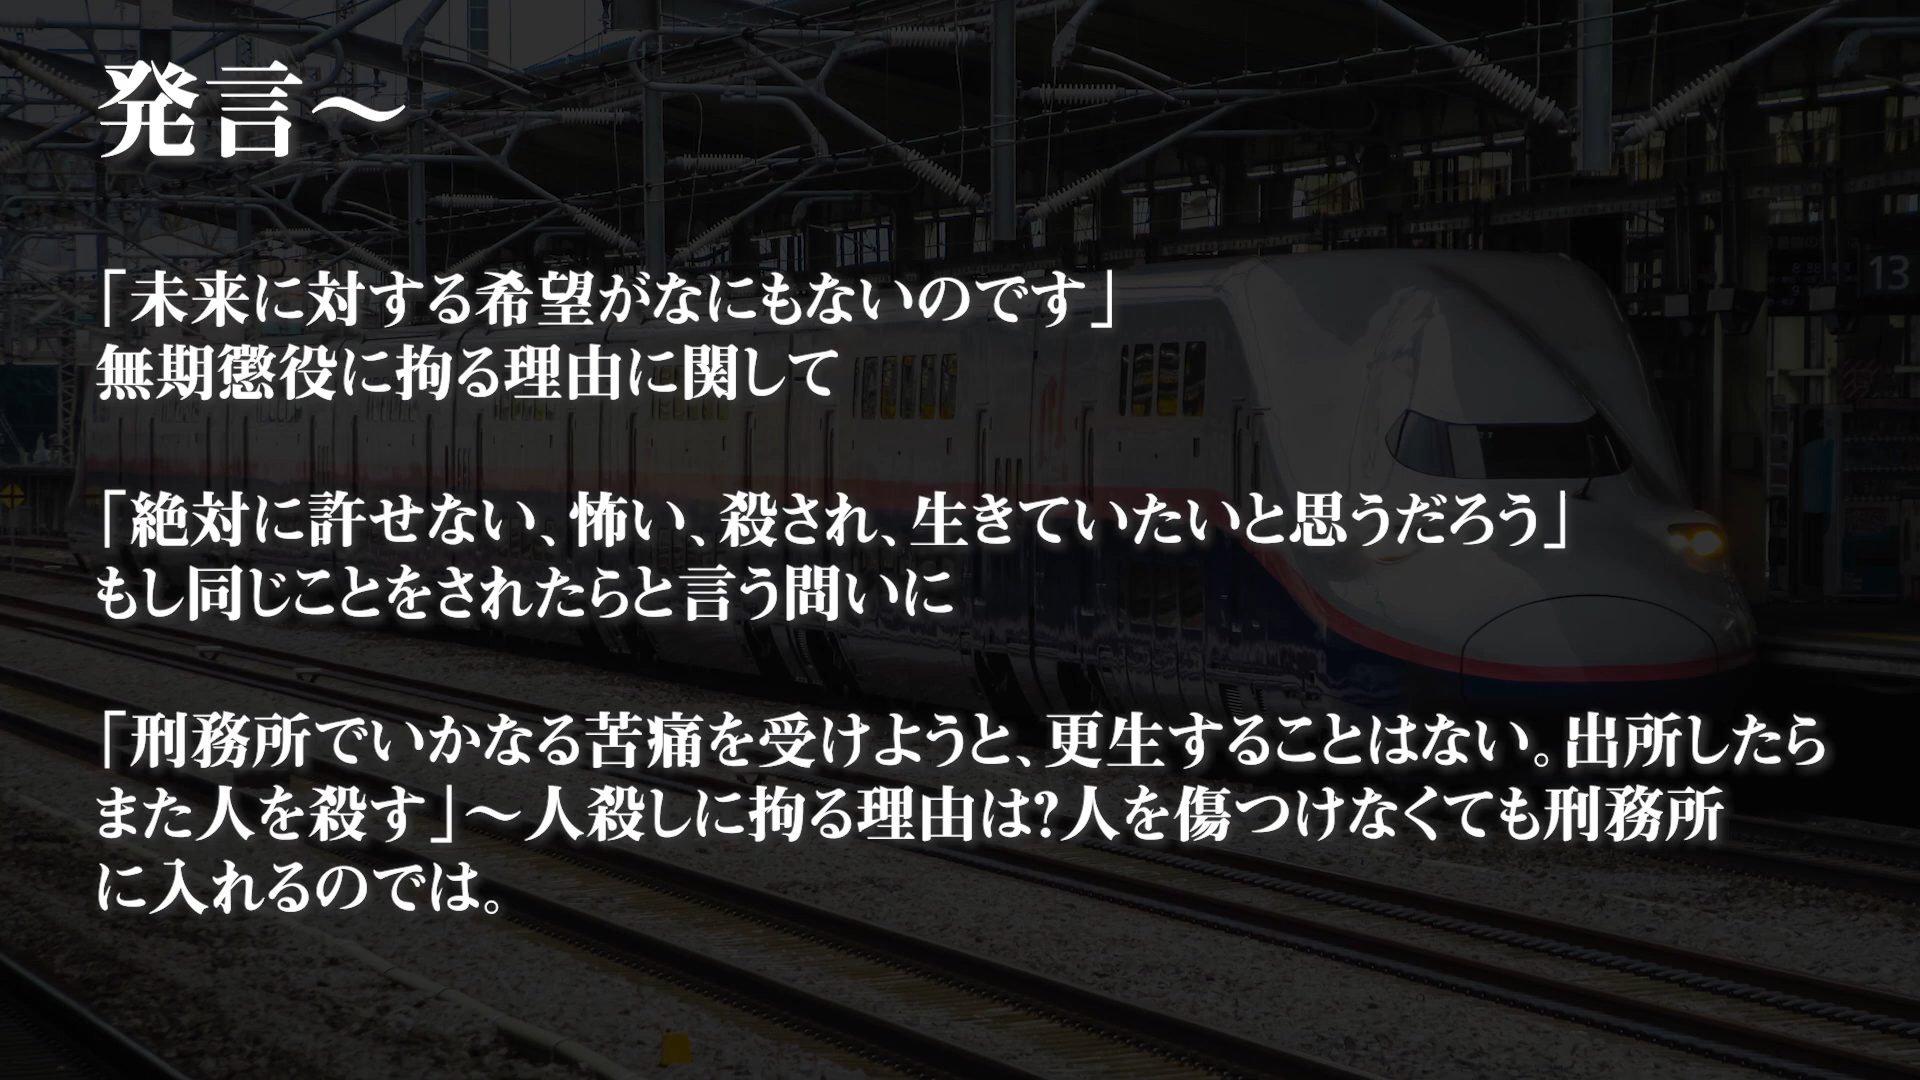 発言～
「未来に対する希望がなにもないのです」
無期懲役に拘る理由に関して
「絶対に許せない、怖い、殺され、生きていたいと思うだろう」
もし同じことをされたらと言う問いに
「刑務所でいかなる苦痛を受けようと、更生することはない。出所したら
また人を殺す」～人殺しに拘る理由は?人を傷つけなくても刑務所
に入れるのでは。
13